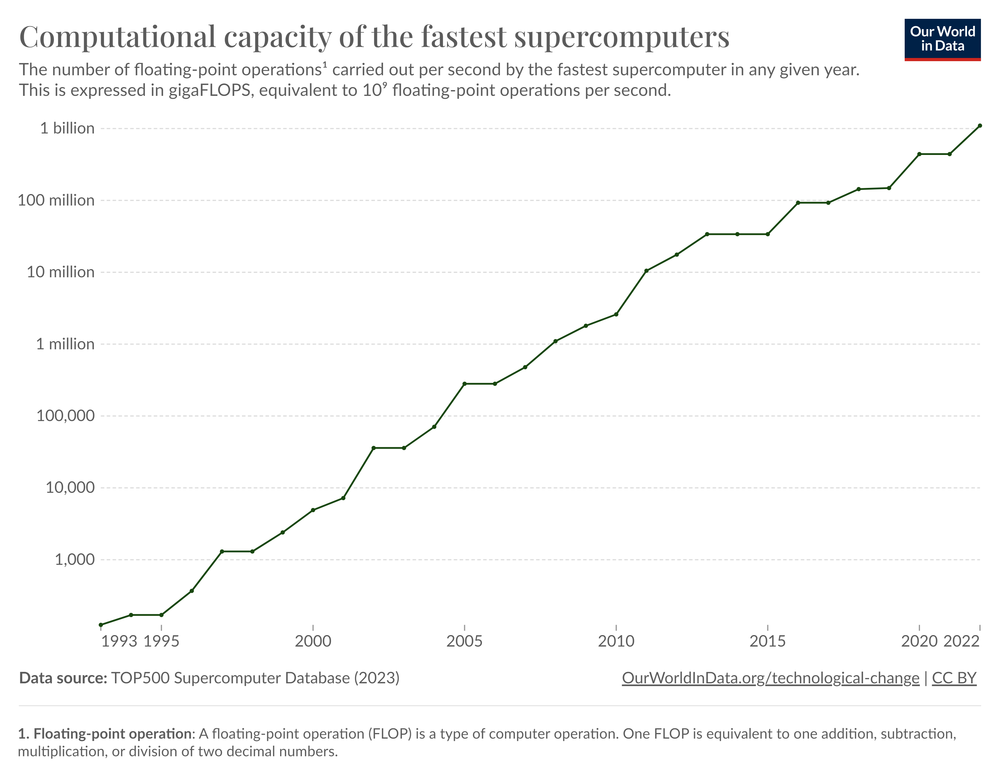 Computational capacity of the fastest supercomputers
Our World
in Data
The number of floating-point operations¹ carried out per second by the fastest supercomputer in any given year.
This is expressed in gigaFLOPS, equivalent to 10⁹ floating-point operations per second.
1 billion
100 million
10 million
1 million
100,000
10,000
1,000
1993 1995 2000 2005 2010 2015 2020 2022
Data source: TOP500 Supercomputer Database (2023)
OurWorldInData.org/technological-change | CC BY
1. Floating-point operation: A floating-point operation (FLOP) is a type of computer operation. One FLOP is equivalent to one addition, subtraction,
multiplication, or division of two decimal numbers.